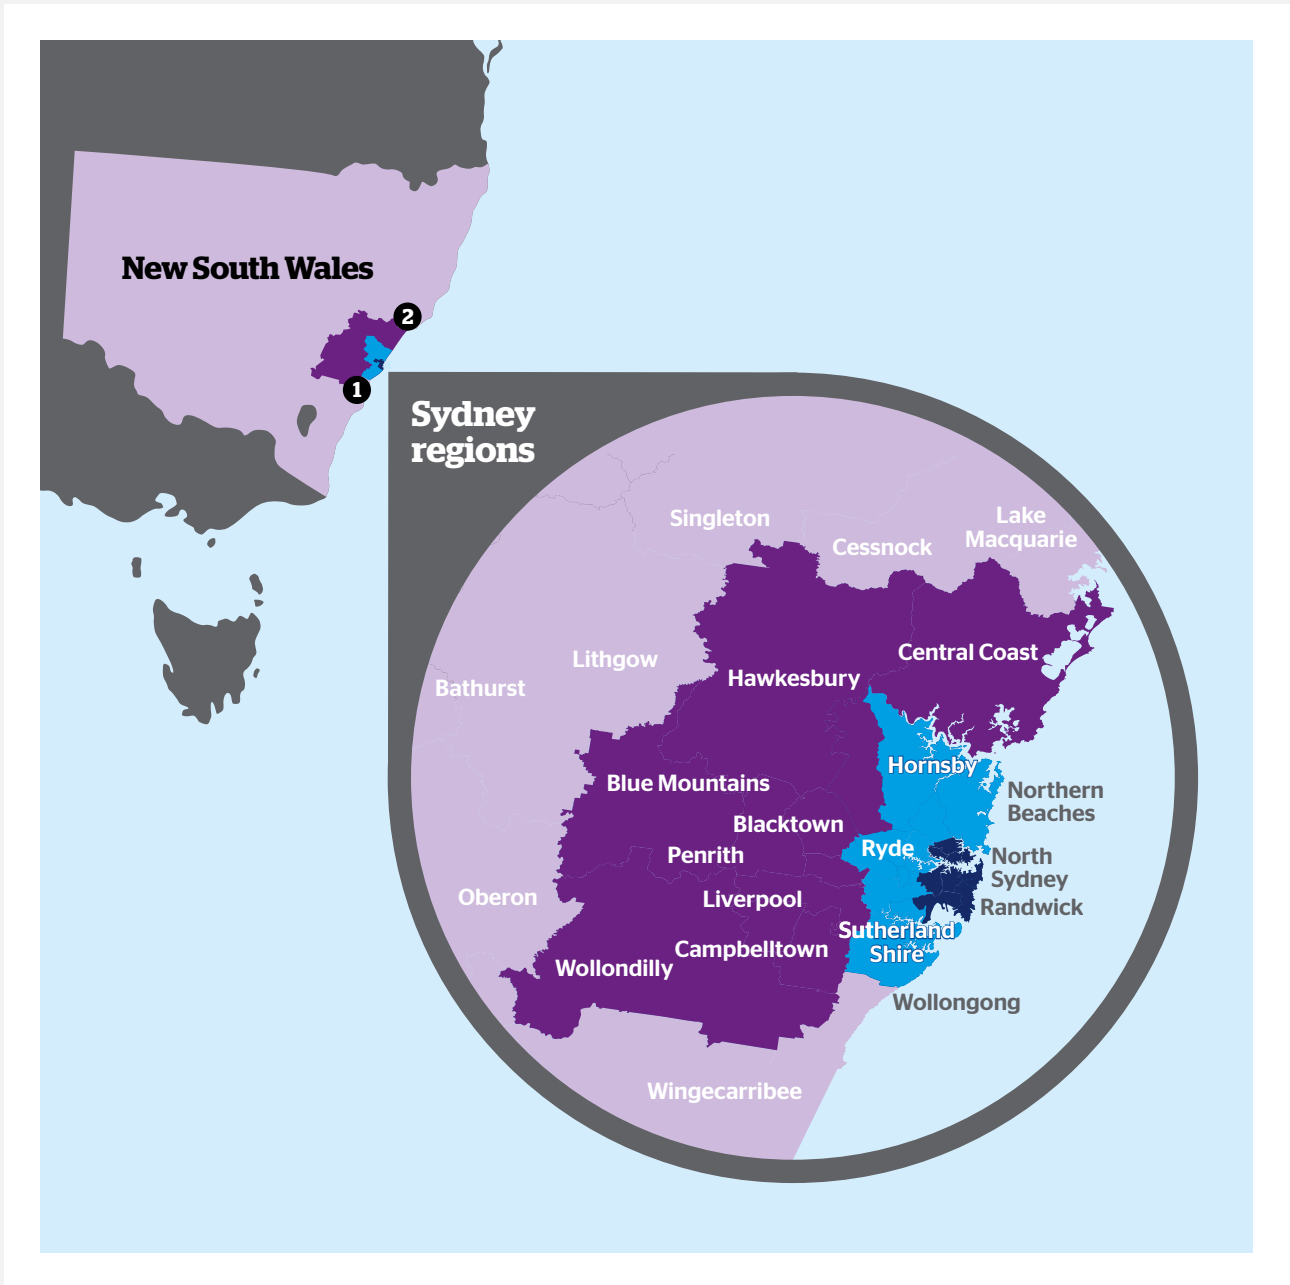 New South Wales
2
1
Sydney
regions
Singleton
Cessnock
Lake
Macquarie
Lithgow
Bathurst
Central Coast
Hawkesbury
Hornsby
Blue Mountains
Northern
Beaches
Blacktown
Ryde
Penrith
North
Sydney
Liverpool
Oberon
Randwick
Sutherland
Shire
Campbelltown
Wollondilly
Wollongong
Wingecarribee